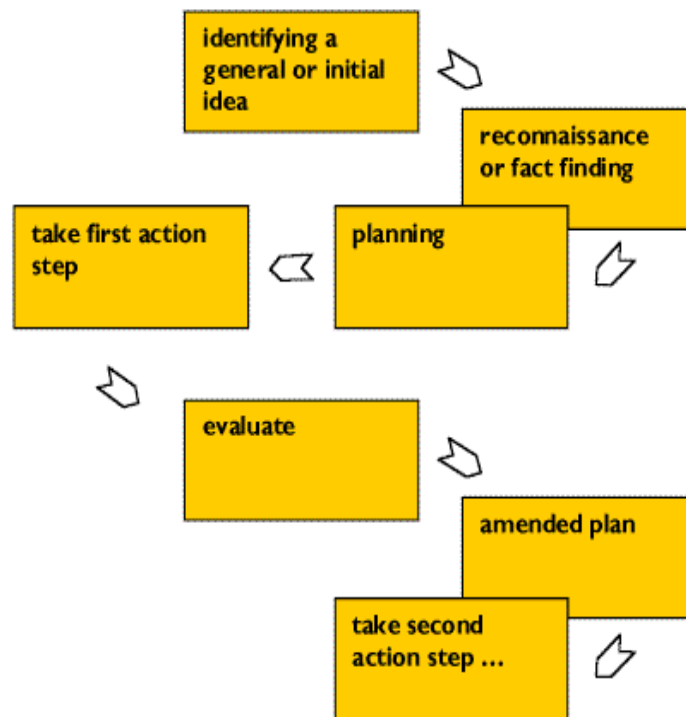 identifying a
general or initial
idea
reconnaissance
or fact finding
planning
take first action
step
evaluate
amended plan
take second
action step ...